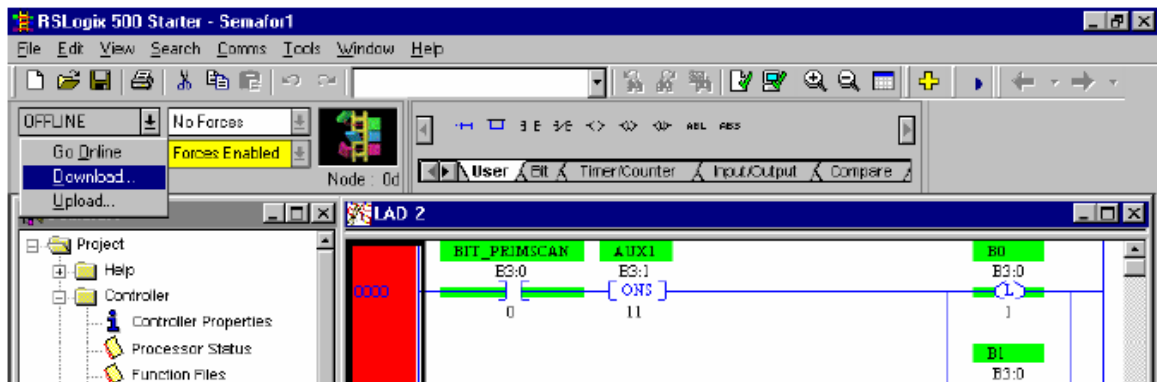 RSLogix 500 Starter - Semafor1
File Edit View Search Comms Tools Window Help
OFFLINE No Forces
Go Online Forces Enabled
Download...
Upload...
Node : 0d
ABL ABS
User Bit Timer/Counter Input/Output Compare
LAD 2
Project
Help
Controller
Controller Properties
Processor Status
Function Files
0000
BIT_PRIMSCAN AUX1 B0
B3:0 B3:1 B3:0
ONS L
0 11 1
B1
B3:0